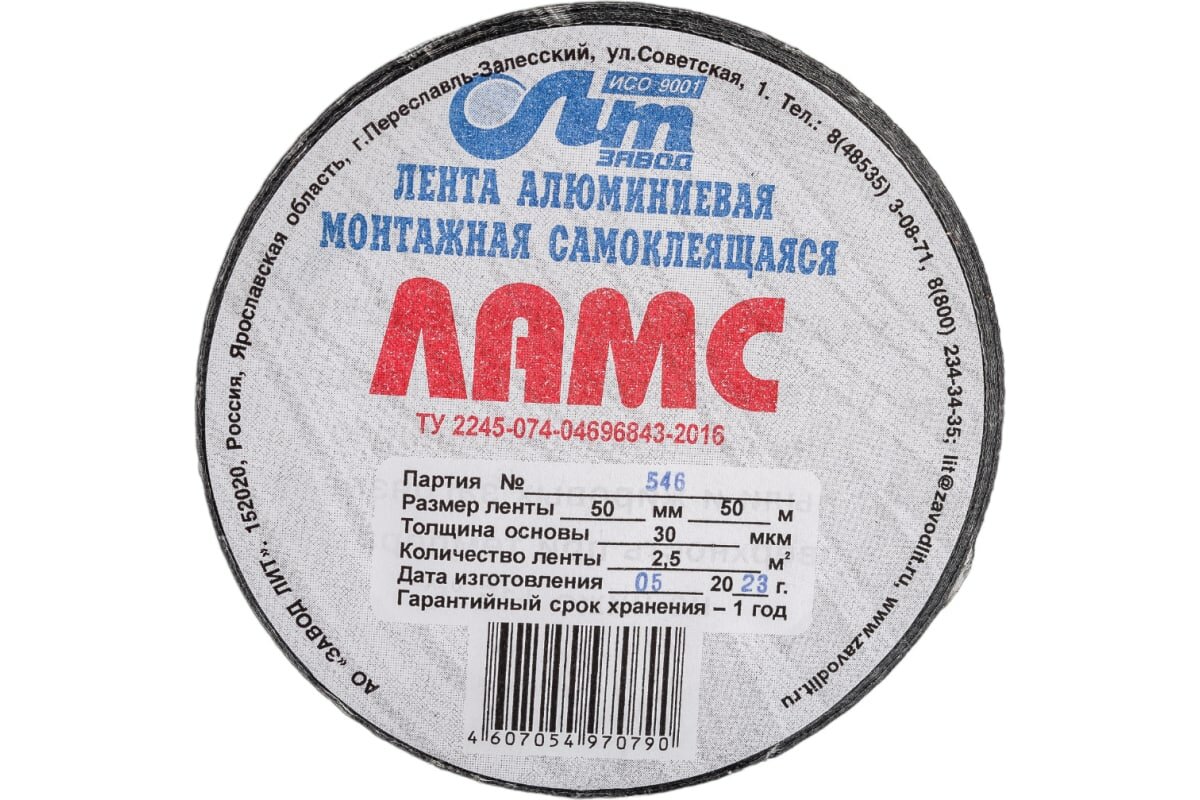 АО «ЗАВОД ЛИТ». 152020, Россия, Ярославская область, г.Переславль-Залесский, ул.Советская, 1. Тел.: 8(48535) 3-08-71, 8(800) 234-34-35; lit@zavodlit.ru, www.zavodlit.ru
Лит
ИСО 9001
ЗАВОД
ЛЕНТА АЛЮМИНИЕВАЯ
МОНТАЖНАЯ САМОКЛЕЯЩАЯСЯ
ЛАМС
ТУ 2245-074-04696843-2016
Партия № 546
Размер ленты 50 мм 50 м
Толщина основы 30 мкм
Количество ленты 2,5 м²
Дата изготовления 05 2023 г.
Гарантийный срок хранения – 1 год
4 607054 970790